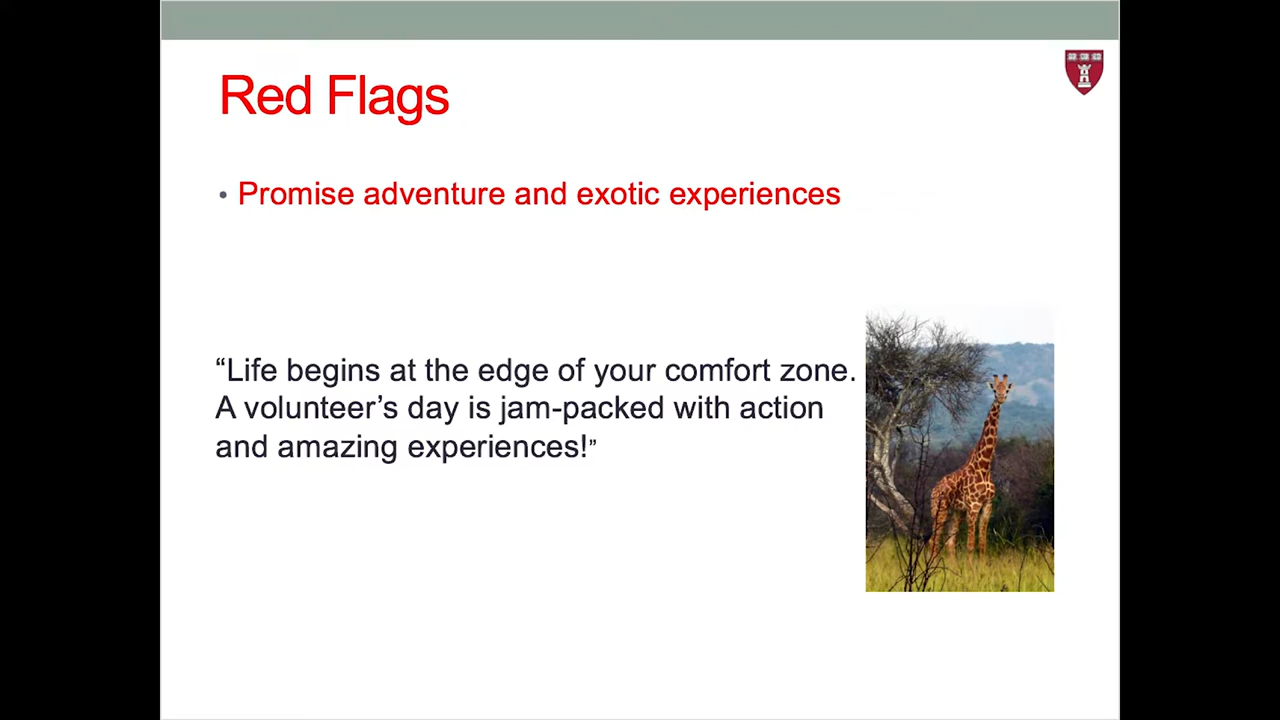 Red Flags
• Promise adventure and exotic experiences
“Life begins at the edge of your comfort zone.
A volunteer’s day is jam-packed with action
and amazing experiences!”